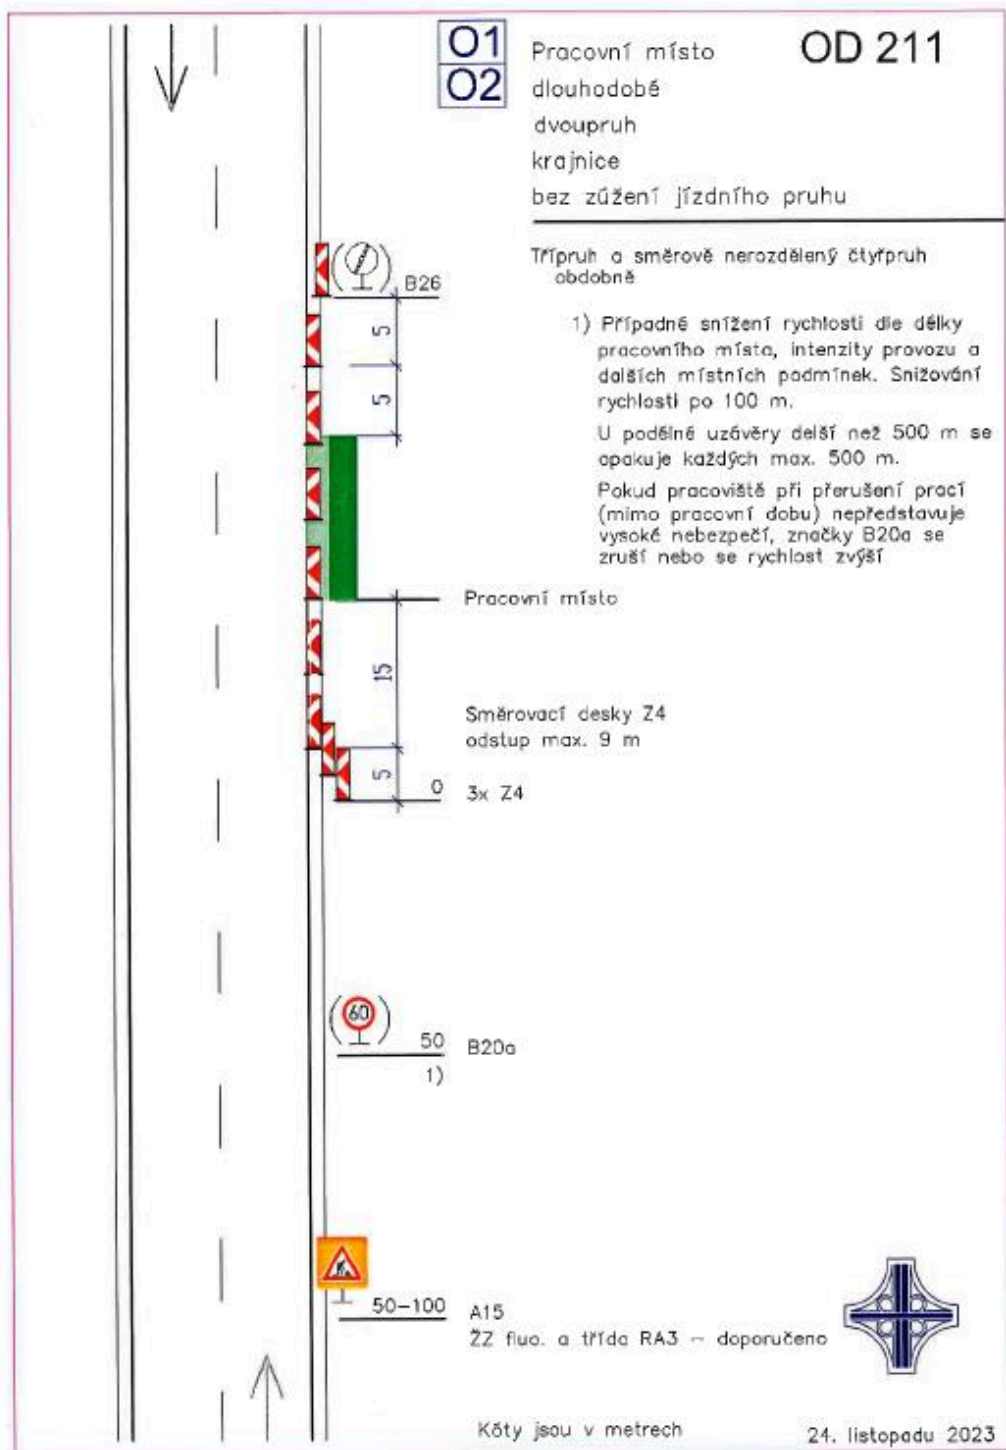 O1
O2
Pracovní místo
OD 211
dlouhodobé
dvoupruh
krajnice
bez zúžení jízdního pruhu
Třípruh a směrově nerozdělený čtyřpruh
obdobně
B26
1) Případné snížení rychlosti dle délky
pracovního místa, intenzity provozu a
dalších místních podmínek. Snižování
rychlosti po 100 m.
U podélné uzávěry delší než 500 m se
opakuje každých max. 500 m.
Pokud pracoviště při přerušení prací
(mimo pracovní dobu) nepředstavuje
vysoké nebezpečí, značky B20a se
zruší nebo se rychlost zvýší
5
5
Pracovní místo
15
Směrovací desky Z4
odstup max. 9 m
5
0 3x Z4
(60)
50 B20a
1)
50-100 A15
ŽZ fluo. a třída RA3 – doporučeno
Kóty jsou v metrech
24. listopadu 2023